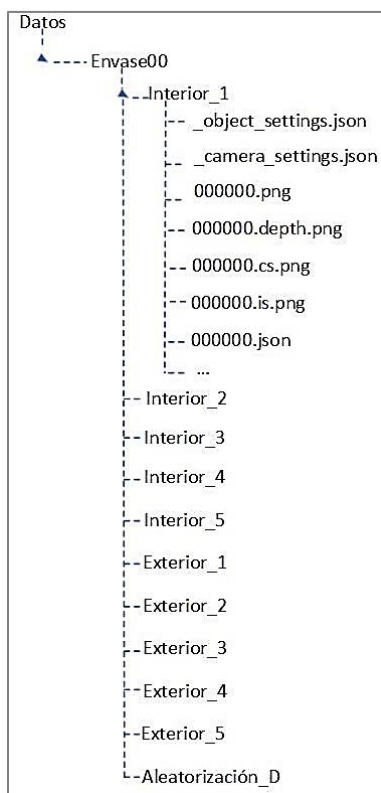 Datos
Envase00
Interior_1
_object_settings.json
_camera_settings.json
000000.png
000000.depth.png
000000.cs.png
000000.is.png
000000.json
...
Interior_2
Interior_3
Interior_4
Interior_5
Exterior_1
Exterior_2
Exterior_3
Exterior_4
Exterior_5
Aleatorización_D